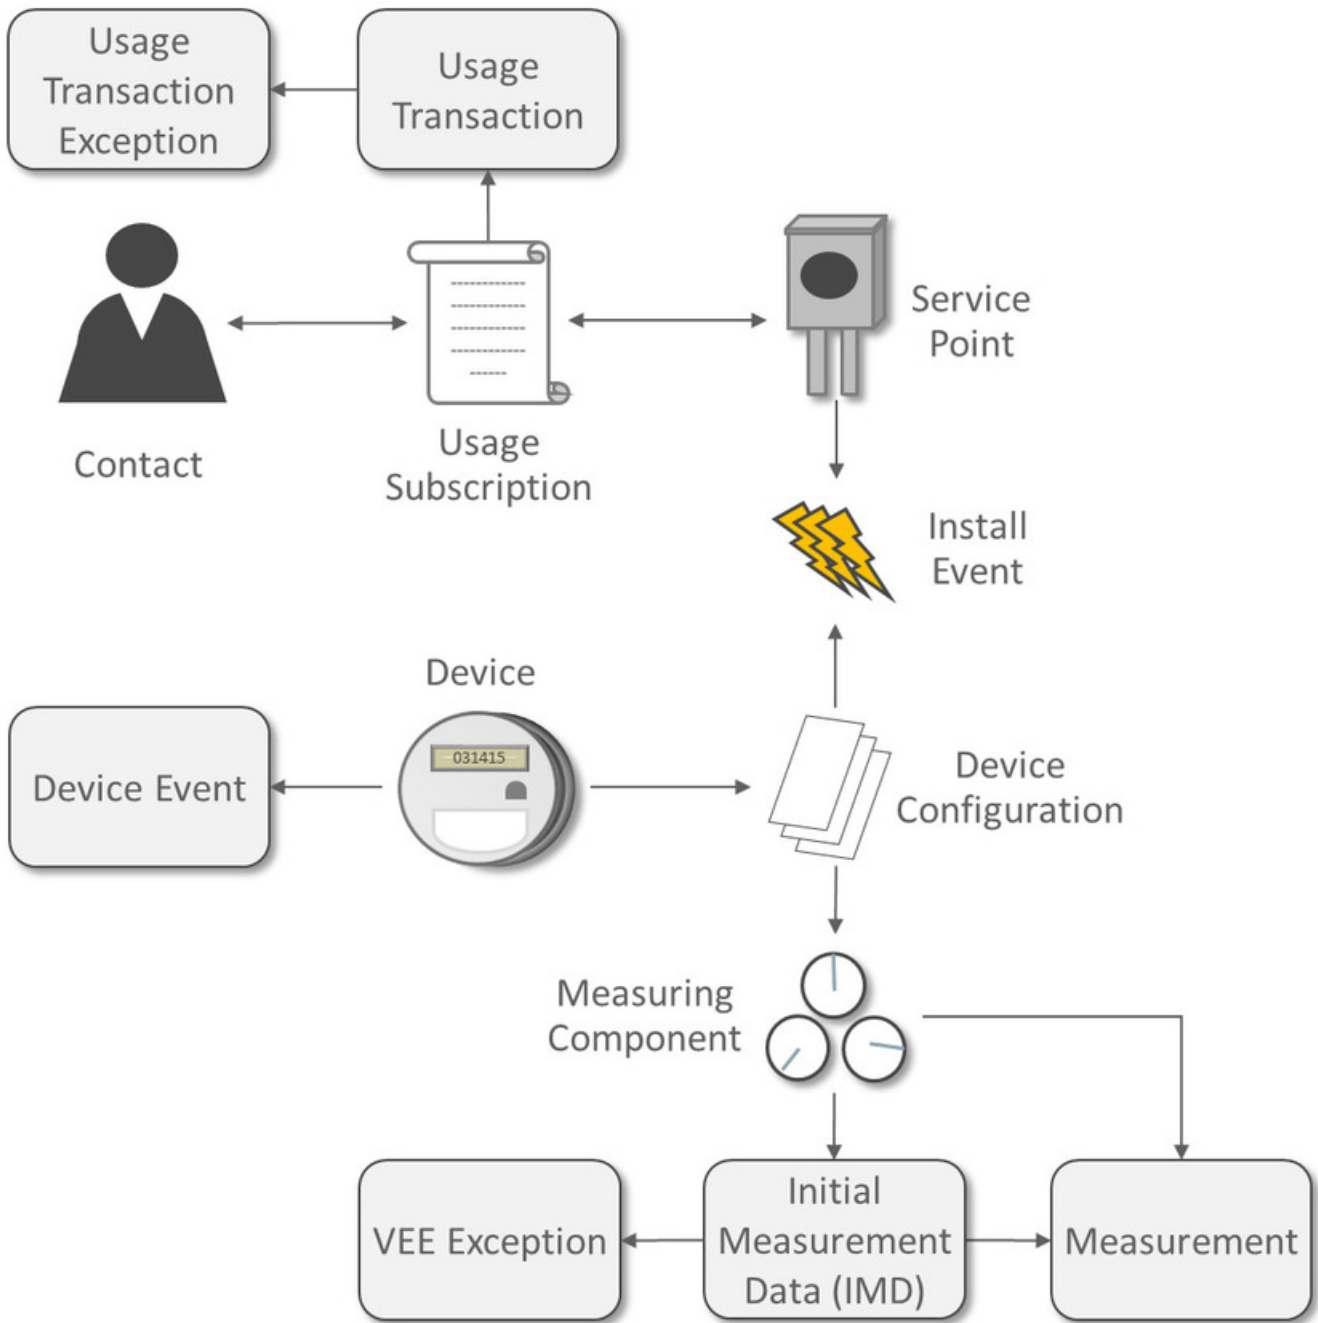 Usage
Transaction
Exception
Usage
Transaction
Service
Point
Contact
Usage
Subscription
Install
Event
Device
031415
Device Event
Device
Configuration
Measuring
Component
VEE Exception
Initial
Measurement
Data (IMD)
Measurement